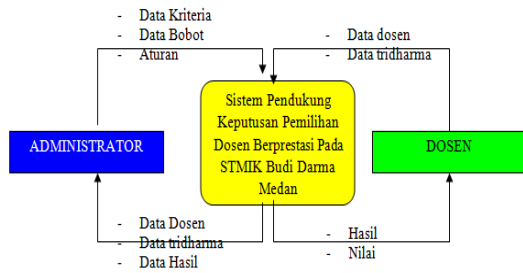 - Data Kriteria
- Data Bobot
- Aturan
- Data dosen
- Data tridharma
ADMINISTRATOR
Sistem Pendukung
Keputusan Pemilihan
Dosen Berprestasi Pada
STMIK Budi Darma
Medan
DOSEN
- Data Dosen
- Data tridharma
- Data Hasil
- Hasil
- Nilai